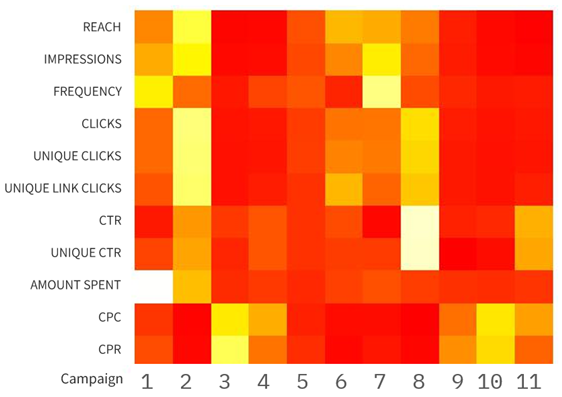 REACH
IMPRESSIONS
FREQUENCY
CLICKS
UNIQUE CLICKS
UNIQUE LINK CLICKS
CTR
UNIQUE CTR
AMOUNT SPENT
CPC
CPR
Campaign 1 2 3 4 5 6 7 8 9 10 11